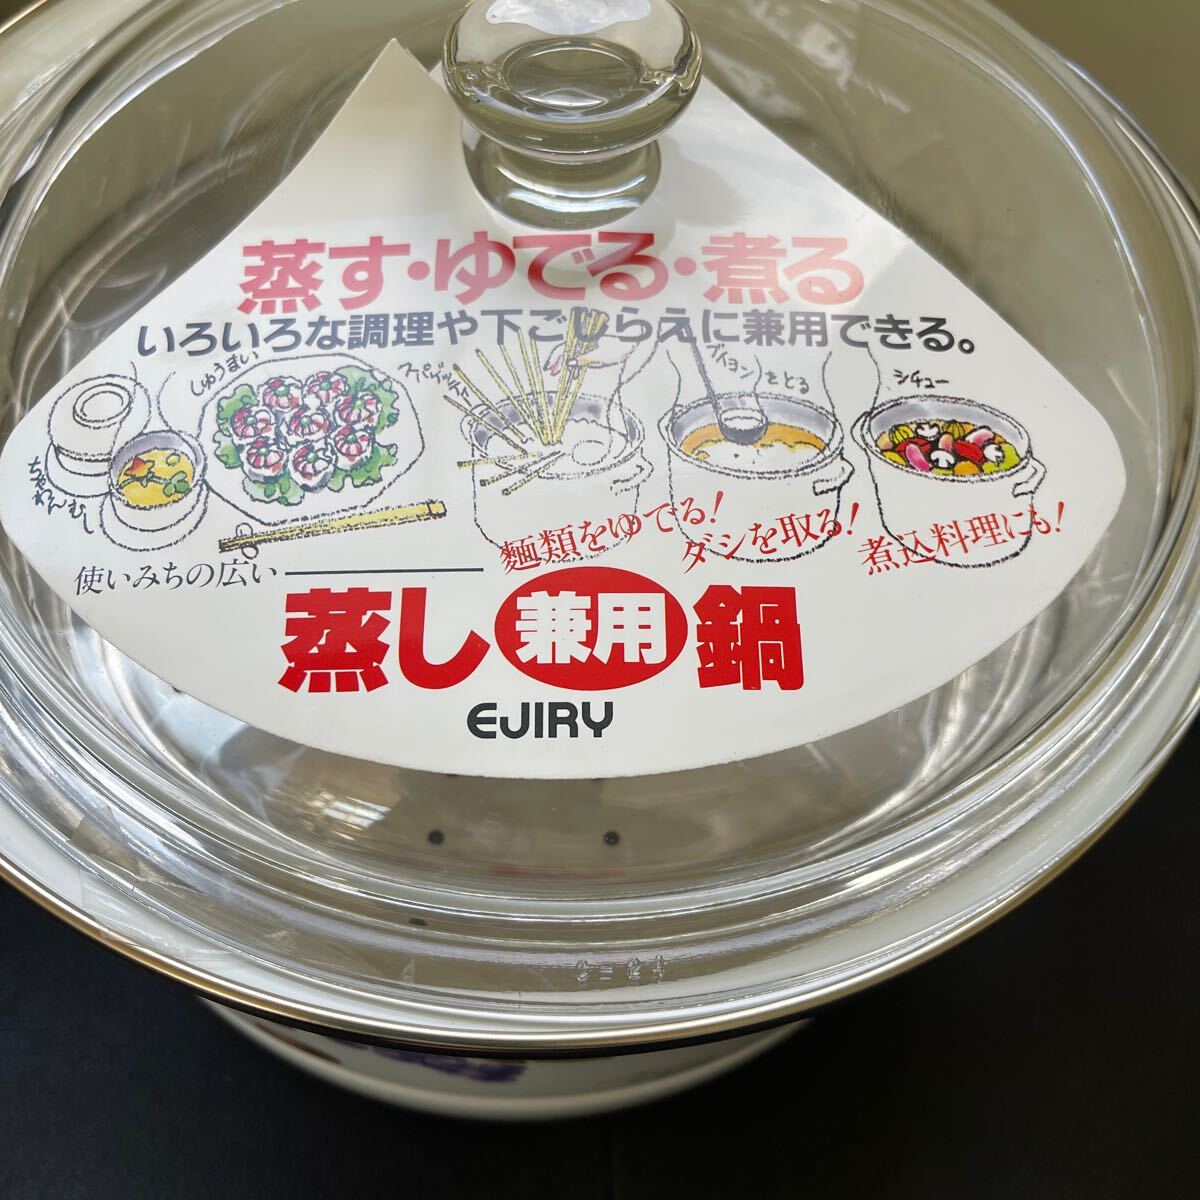 蒸す・ゆでる・煮る
いろいろな調理や下ごしらえに兼用できる。
しゅうまい
スパゲッティ
ブイヨンをとる
シチュー
ちゃわんむし
麺類をゆでる!
ダシを取る!
煮込料理にも!
使いみちの広い
蒸し兼用鍋
EJIRY